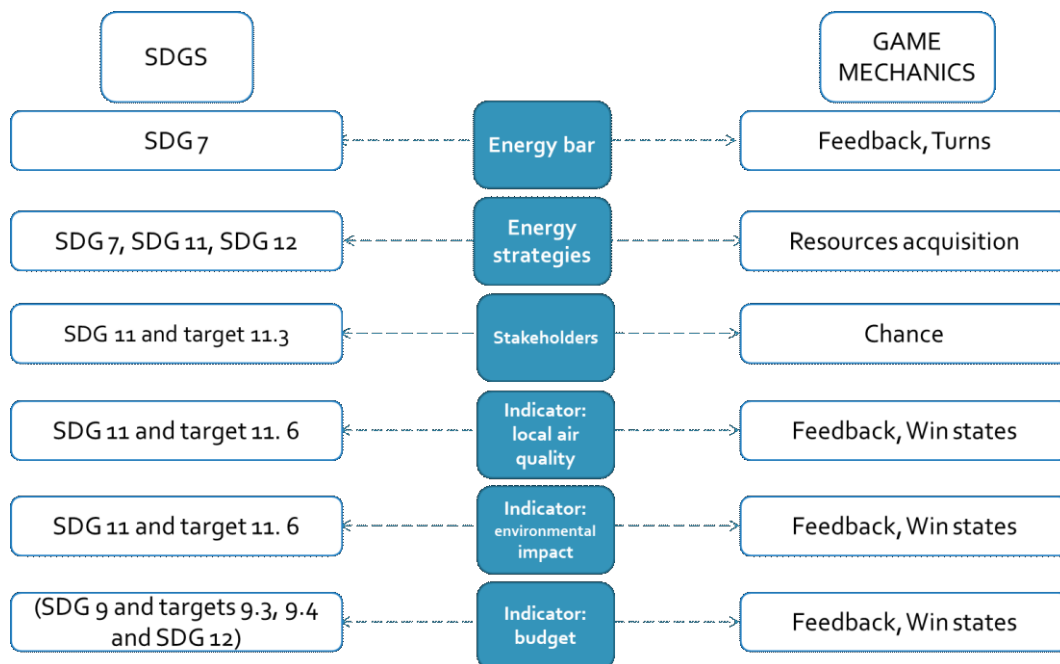 SDGS
GAME
MECHANICS
SDG 7
Energy bar
Feedback, Turns
SDG 7, SDG 11, SDG 12
Energy
strategies
Resources acquisition
SDG 11 and target 11.3
Stakeholders
Chance
SDG 11 and target 11. 6
Indicator:
local air
quality
Feedback, Win states
SDG 11 and target 11. 6
Indicator:
environmental
impact
Feedback, Win states
(SDG 9 and targets 9.3, 9.4
and SDG 12)
Indicator:
budget
Feedback, Win states